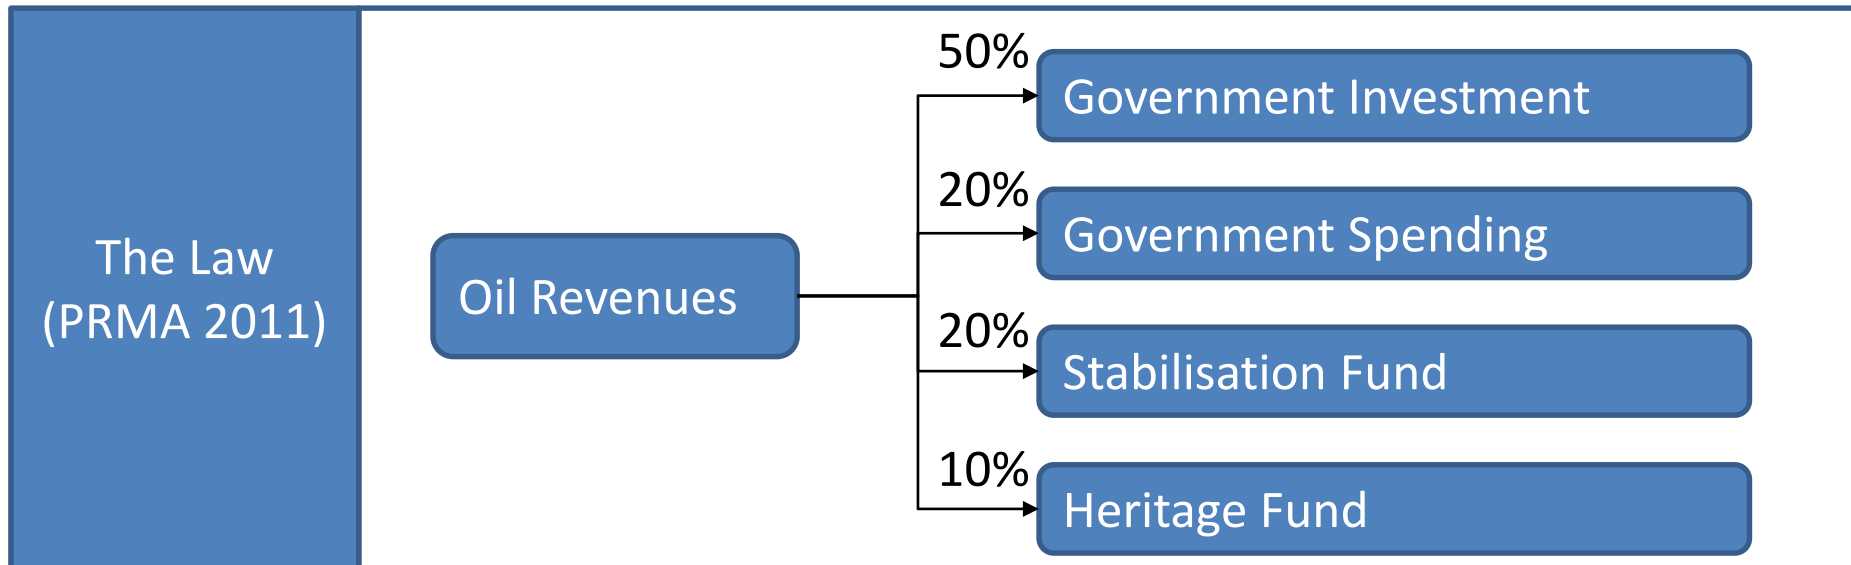 The Law
(PRMA 2011)
Oil Revenues
50%
Government Investment
20%
Government Spending
20%
Stabilisation Fund
10%
Heritage Fund